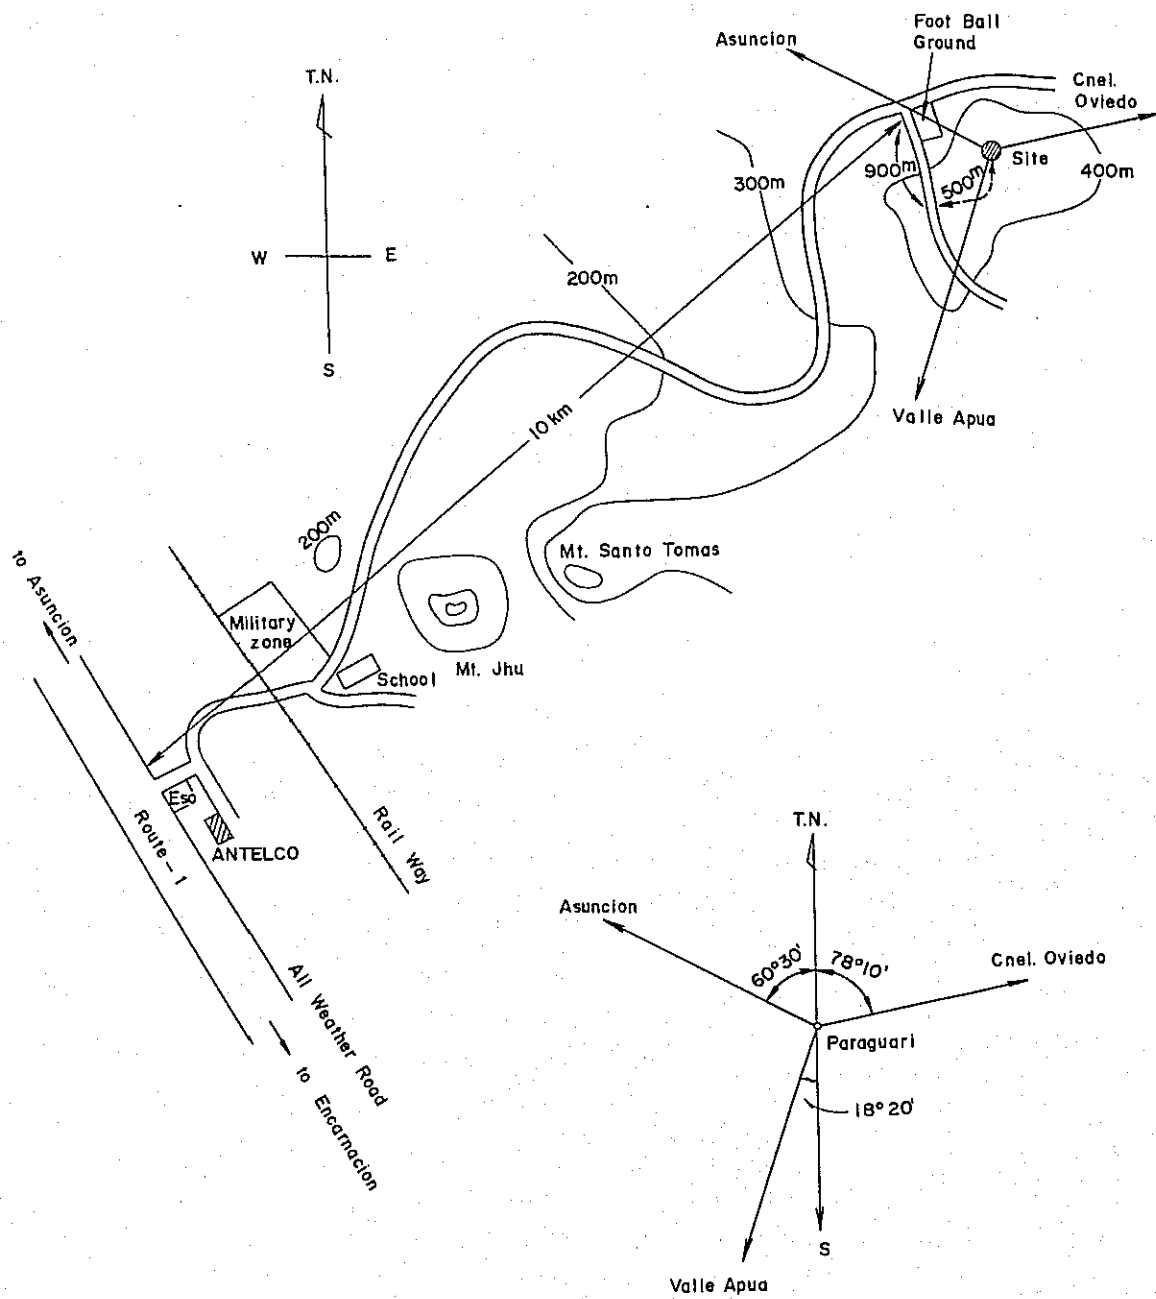 Foot Ball
Ground
Asuncion
T.N.
Cnel.
Oviedo
300m
900m
Site
500m
400m
W
E
200m
S
Valle Apua
10 km
200m
Mt. Santo Tomas
to Asuncion
Military
zone
School
Mt. Jhu
Eso
Route - 1
ANTELCO
Rail Way
T.N.
Asuncion
60°30'
78°10'
Cnel. Oviedo
All Weather Road
Paraguari
to Encarnacion
18° 20'
S
Valle Apua